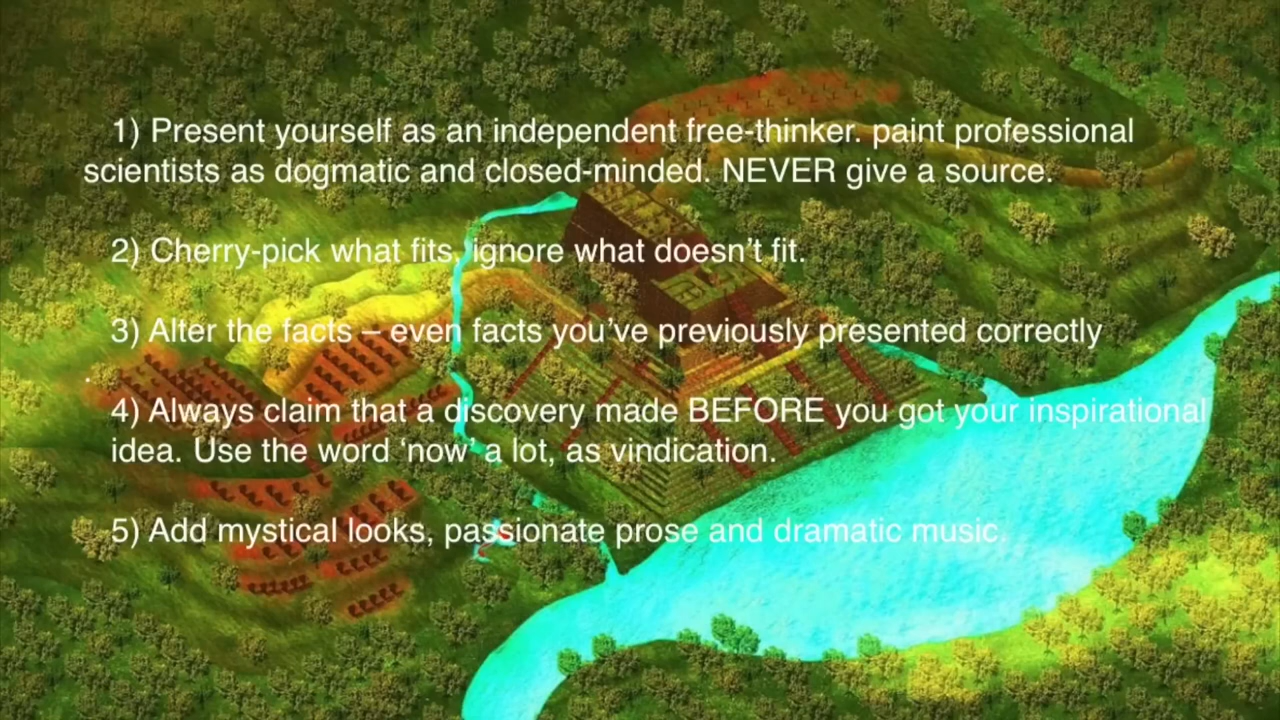 1) Present yourself as an independent free-thinker. paint professional
scientists as dogmatic and closed-minded. NEVER give a source.
2) Cherry-pick what fits, ignore what doesn’t fit.
3) Alter the facts – even facts you’ve previously presented correctly
.
4) Always claim that a discovery made BEFORE you got your inspirational
idea. Use the word ‘now’ a lot, as vindication.
5) Add mystical looks, passionate prose and dramatic music.